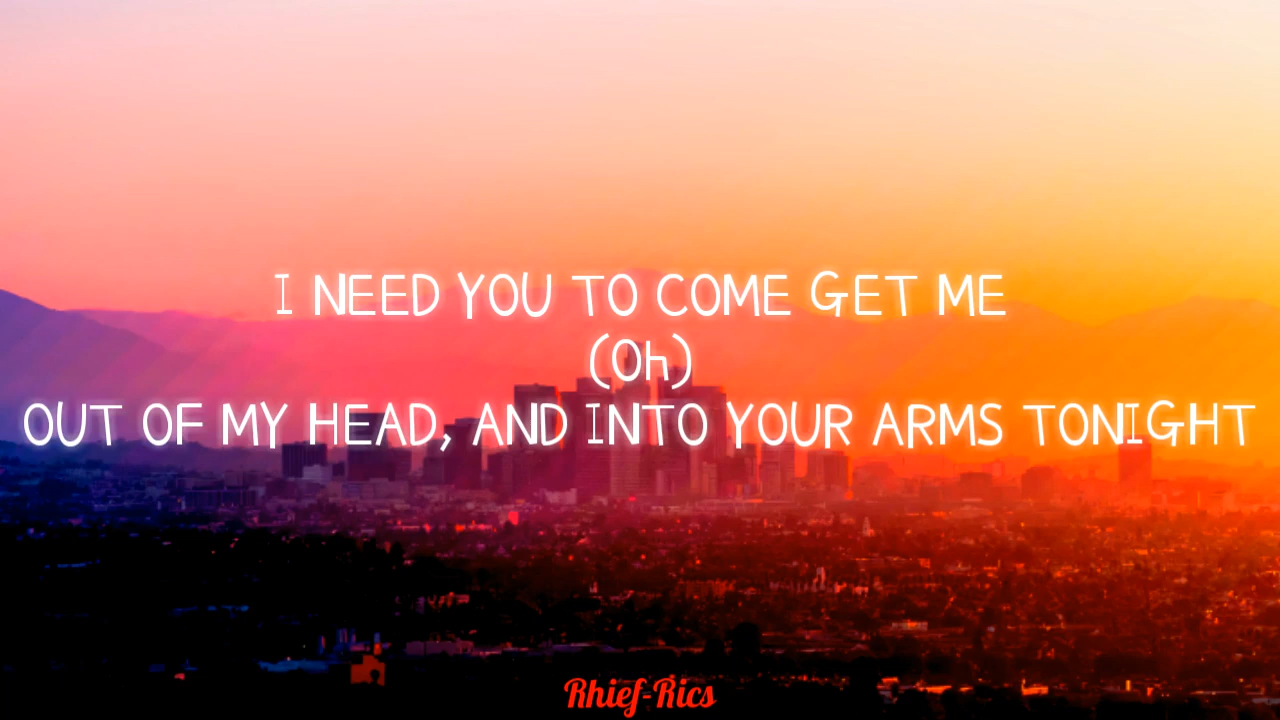 I NEED YOU TO COME GET ME
(Oh)
OUT OF MY HEAD, AND INTO YOUR ARMS TONIGHT
Rhief-Rics